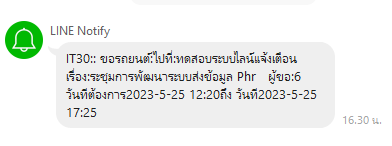 LINE Notify
IT30:: ขอรถยนต์:ไปที่:ทดสอบระบบไลน์แจ้งเตือน
เรื่อง:ระชุมการพัฒนาระบบส่งข้อมูล Phr ผู้ขอ:6
วันที่ต้องการ2023-5-25 12:20ถึง วันที2023-5-25
17:25
16.30 น.